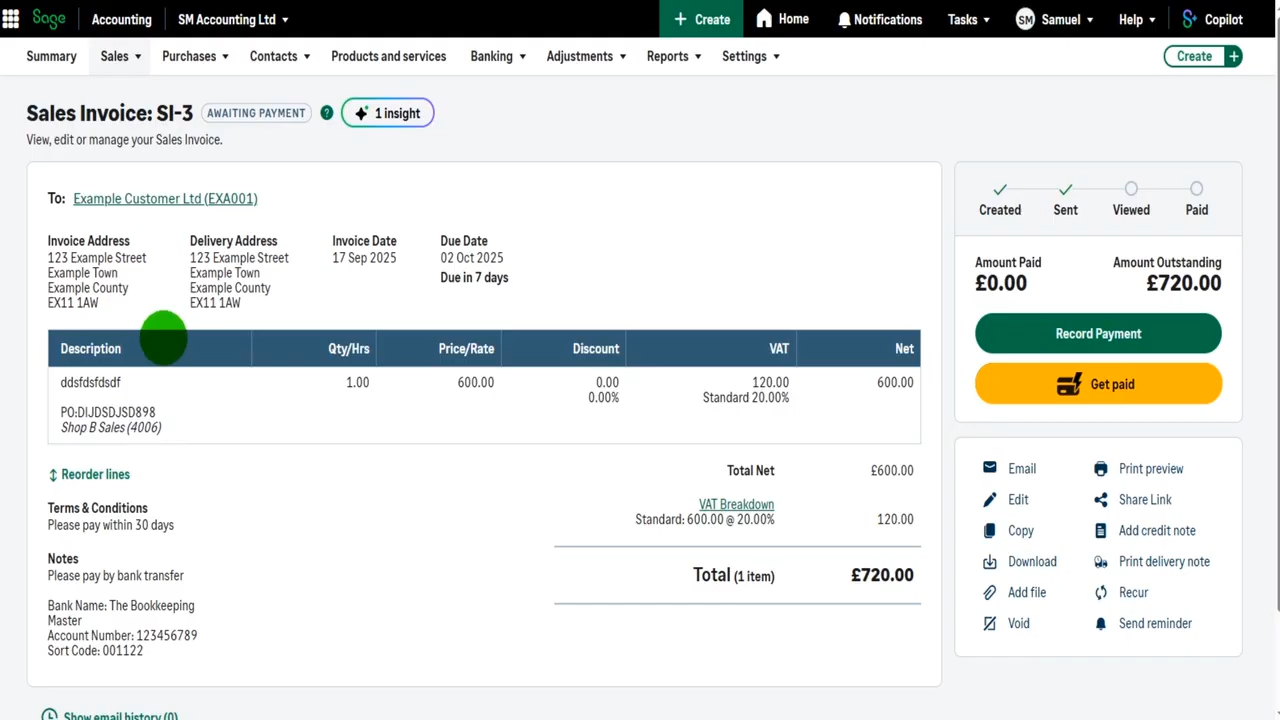 Sage Accounting SM Accounting Ltd + Create Home Notifications Tasks SM Samuel Help Copilot
Summary Sales Purchases Contacts Products and services Banking Adjustments Reports Settings Create +
Sales Invoice: SI-3 AWAITING PAYMENT ? 1 insight
View, edit or manage your Sales Invoice.
To: Example Customer Ltd (EXA001)
Invoice Address
123 Example Street
Example Town
Example County
EX11 1AW
Delivery Address
123 Example Street
Example Town
Example County
EX11 1AW
Invoice Date
17 Sep 2025
Due Date
02 Oct 2025
Due in 7 days
Description Qty/Hrs Price/Rate Discount VAT Net
ddsfdsfdsdf 1.00 600.00 0.00 120.00 600.00
0.00% Standard 20.00%
PO:DIJDSDJSD898
Shop B Sales (4006)
Reorder lines
Total Net £600.00
VAT Breakdown
Standard: 600.00 @ 20.00% 120.00
Total (1 item) £720.00
Terms & Conditions
Please pay within 30 days
Notes
Please pay by bank transfer
Bank Name: The Bookkeeping
Master
Account Number: 123456789
Sort Code: 001122
Show email history (0)
Created Sent Viewed Paid
Amount Paid Amount Outstanding
£0.00 £720.00
Record Payment
Get paid
Email Print preview
Edit Share Link
Copy Add credit note
Download Print delivery note
Add file Recur
Void Send reminder